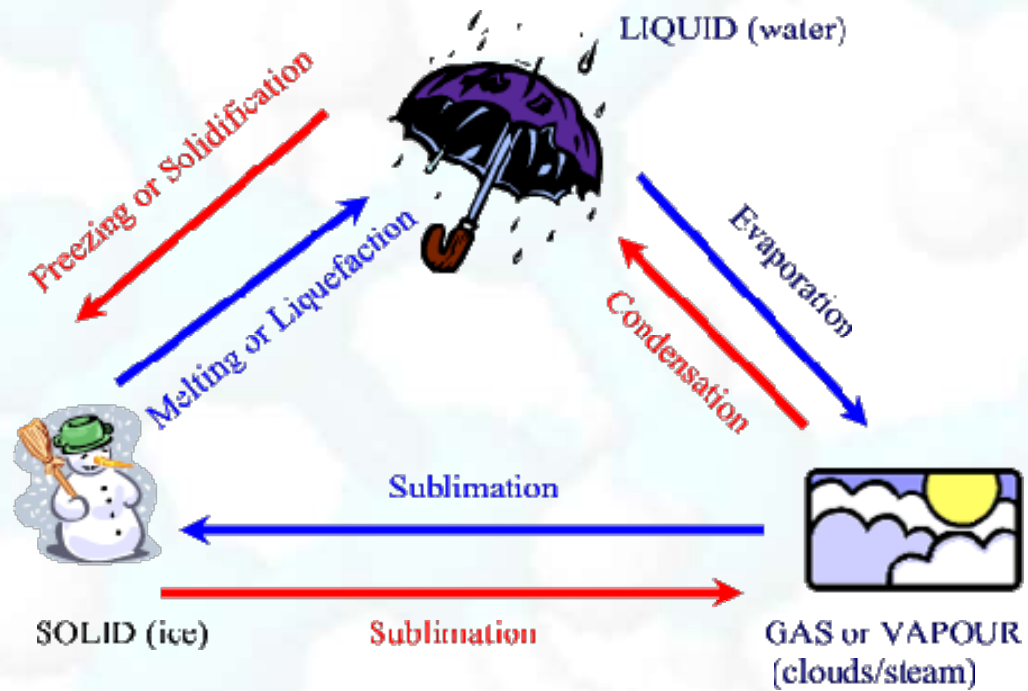 LIQUID (water)
Freezing or Solidification
Melting or Liquefaction
Evaporation
Condensation
Sublimation
SOLID (ice)
Sublimation
GAS or VAPOUR
(clouds/steam)